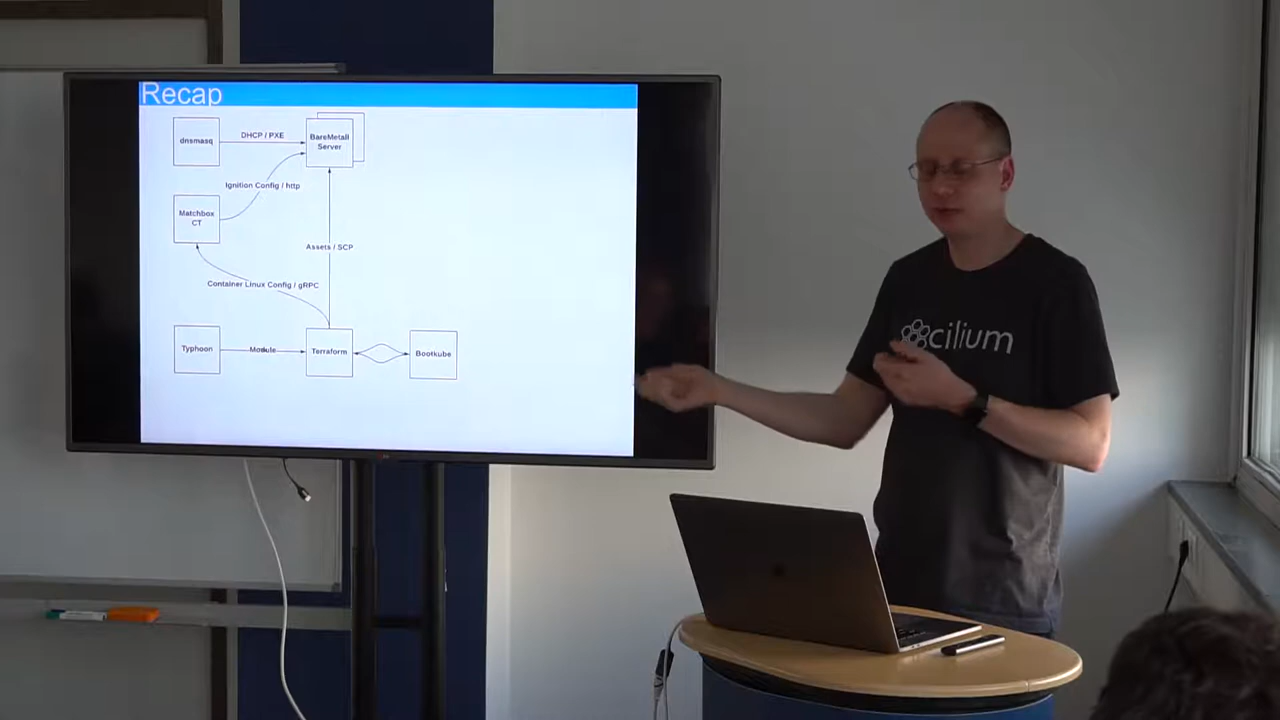 Recap
dnsmasq
DHCP / PXE
BareMetall
Server
Ignition Config / http
Matchbox
CT
Assets / SCP
Container Linux Config / gRPC
Typhoon
Module
Terraform
Bootkube
cilium